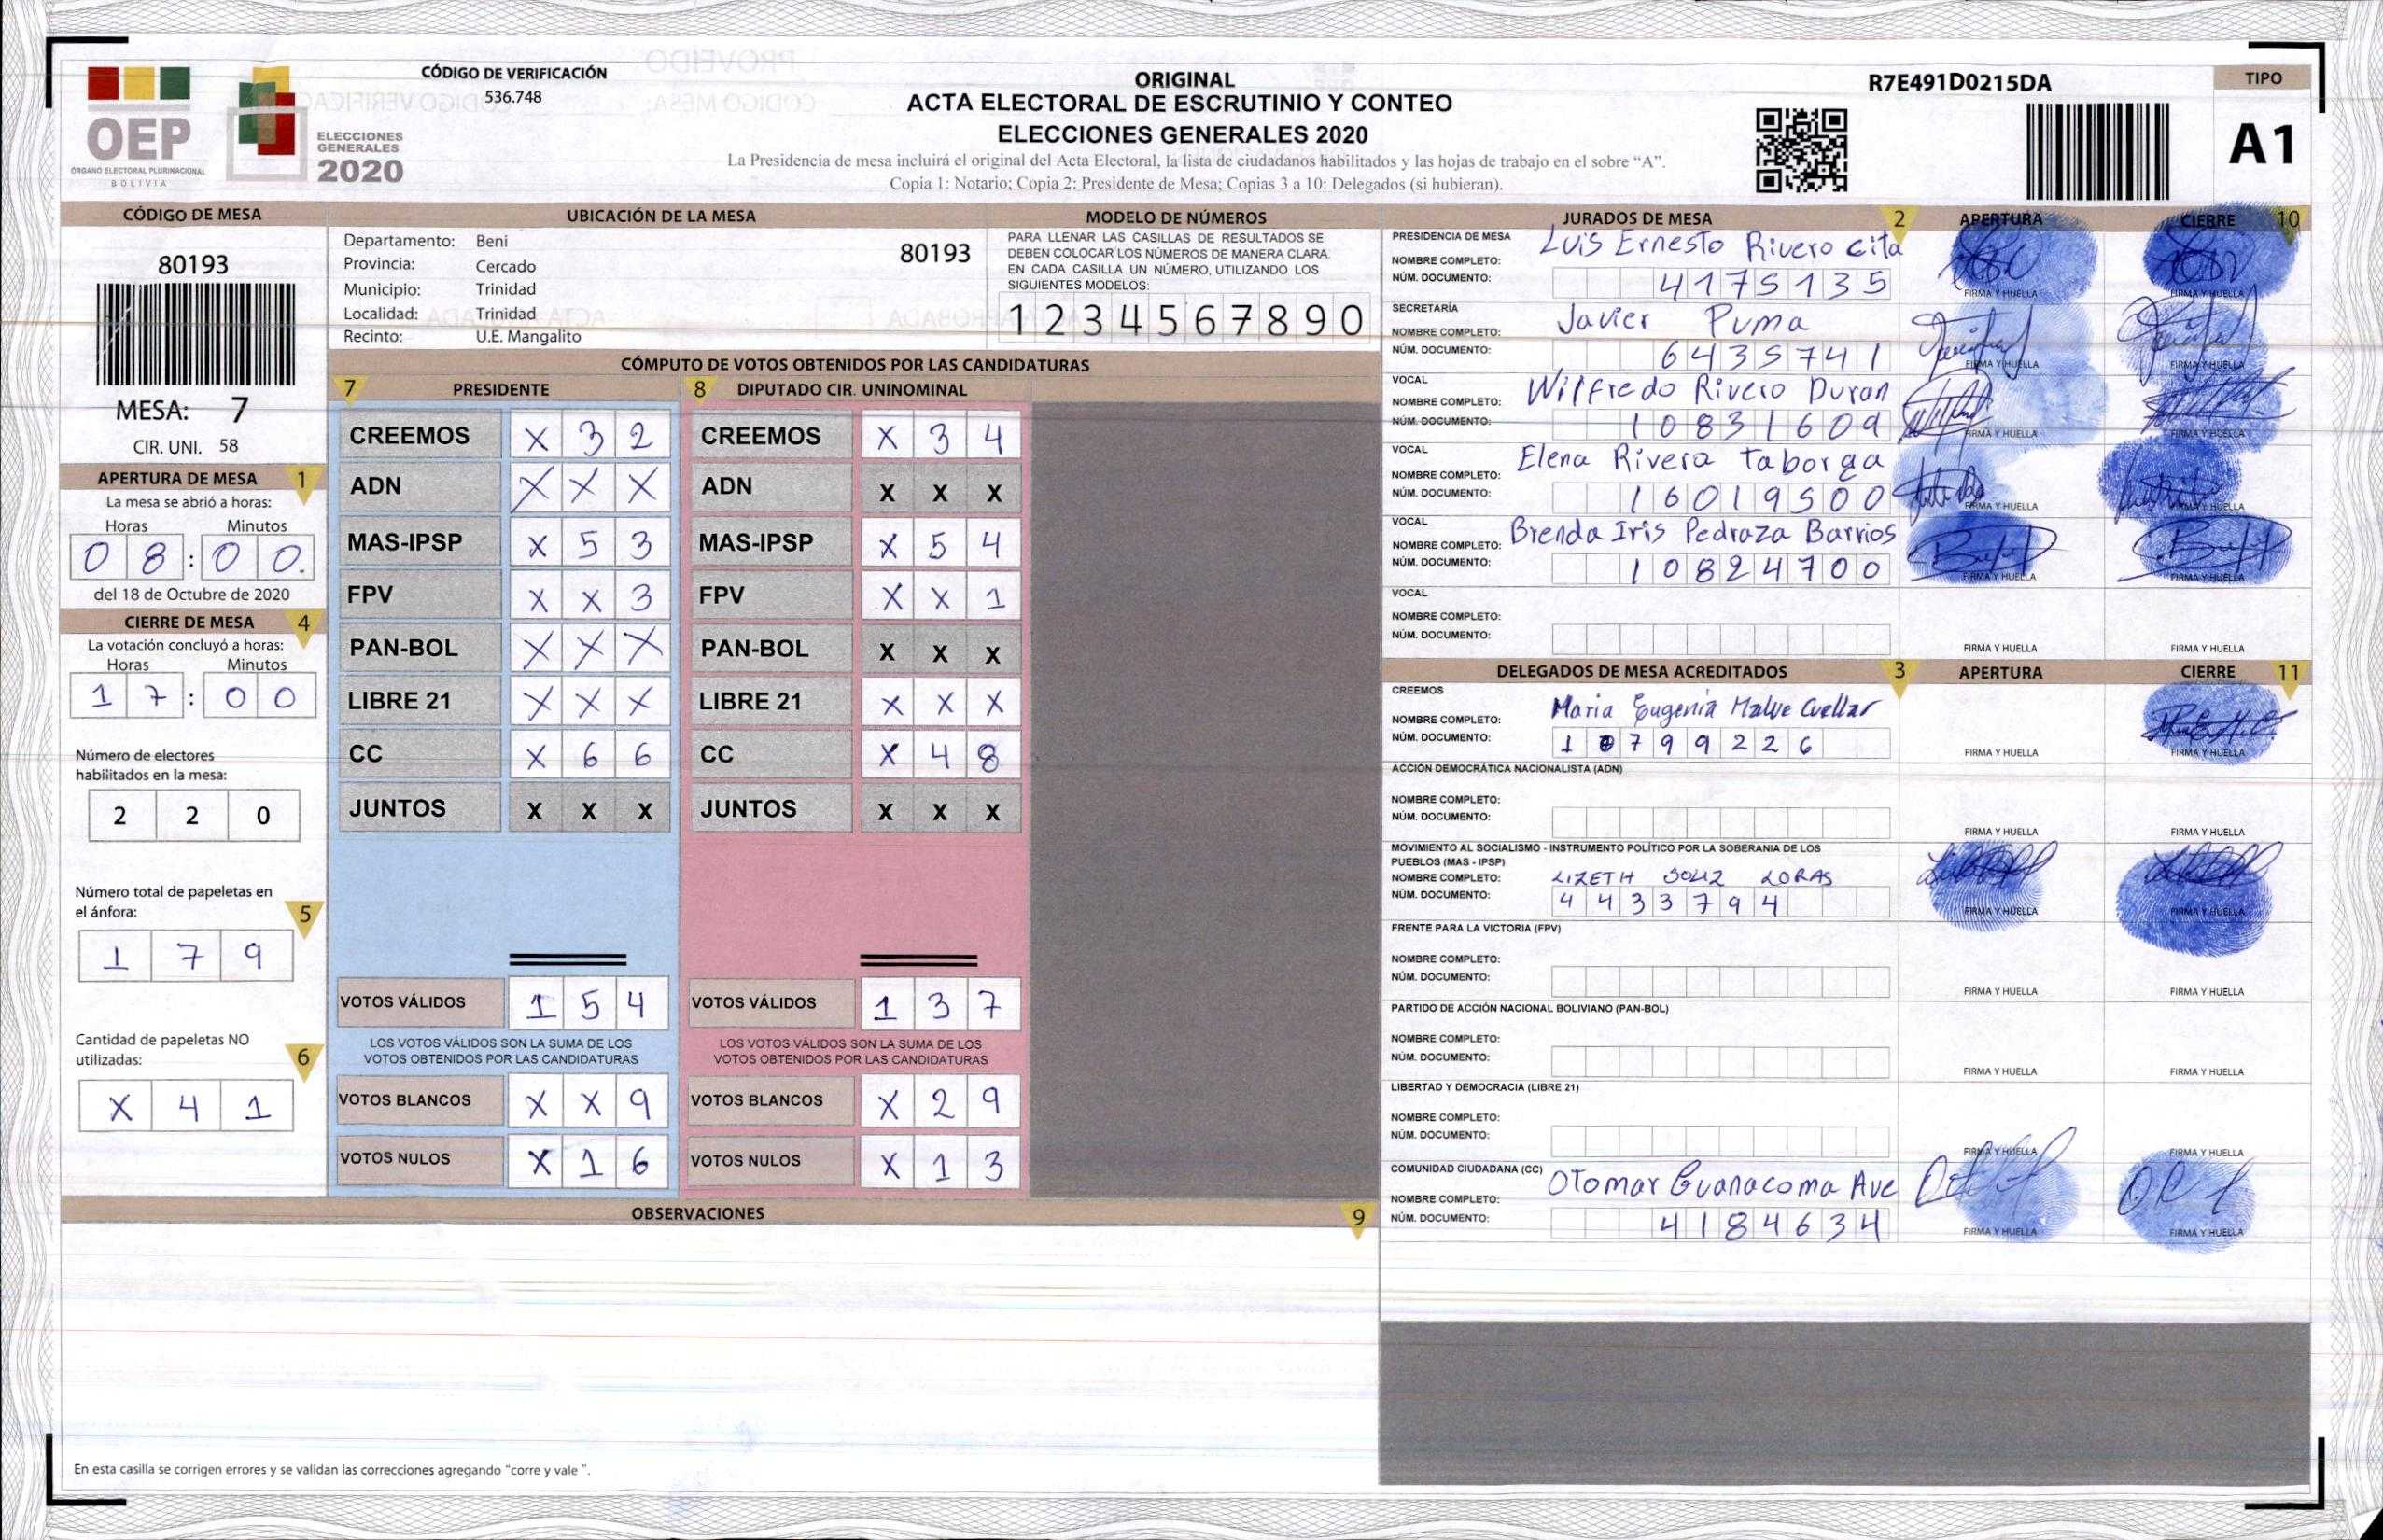 OEP
ÓRGANO ELECTORAL PLURINACIONAL
BOLIVIA
ELECCIONES
GENERALES
2020
CÓDIGO DE VERIFICACIÓN
536.748
ORIGINAL
ACTA ELECTORAL DE ESCRUTINIO Y CONTEO
ELECCIONES GENERALES 2020
La Presidencia de mesa incluirá el original del Acta Electoral, la lista de ciudadanos habilitados y las hojas de trabajo en el sobre “A”.
Copia 1: Notario; Copia 2: Presidente de Mesa; Copias 3 a 10: Delegados (si hubieran).
R7E491D0215DA
TIPO
A1
CÓDIGO DE MESA
80193
MESA: 7
CIR. UNI. 58
APERTURA DE MESA 1
La mesa se abrió a horas:
Horas Minutos
0 8 : 0 0.
del 18 de Octubre de 2020
CIERRE DE MESA 4
La votación concluyó a horas:
Horas Minutos
1 7 : 0 0
Número de electores
habilitados en la mesa:
2 2 0
Número total de papeletas en
el ánfora: 5
1 7 9
Cantidad de papeletas NO
utilizadas: 6
X 4 1
UBICACIÓN DE LA MESA
Departamento: Beni
80193
Provincia: Cercado
Municipio: Trinidad
Localidad: Trinidad
Recinto: U.E. Mangalito
MODELO DE NÚMEROS
PARA LLENAR LAS CASILLAS DE RESULTADOS SE
DEBEN COLOCAR LOS NÚMEROS DE MANERA CLARA.
EN CADA CASILLA UN NÚMERO, UTILIZANDO LOS
SIGUIENTES MODELOS:
1 2 3 4 5 6 7 8 9 0
CÓMPUTO DE VOTOS OBTENIDOS POR LAS CANDIDATURAS
7 PRESIDENTE 8 DIPUTADO CIR. UNINOMINAL
CREEMOS X 3 2 CREEMOS X 3 4
ADN X X X ADN X X X
MAS-IPSP X 5 3 MAS-IPSP X 5 4
FPV X X 3 FPV X X 1
PAN-BOL X X X PAN-BOL X X X
LIBRE 21 X X X LIBRE 21 X X X
CC X 6 6 CC X 4 8
JUNTOS X X X JUNTOS X X X
VOTOS VÁLIDOS 1 5 4 VOTOS VÁLIDOS 1 3 7
LOS VOTOS VÁLIDOS SON LA SUMA DE LOS LOS VOTOS VÁLIDOS SON LA SUMA DE LOS
VOTOS OBTENIDOS POR LAS CANDIDATURAS VOTOS OBTENIDOS POR LAS CANDIDATURAS
VOTOS BLANCOS X X 9 VOTOS BLANCOS X 2 9
VOTOS NULOS X 1 6 VOTOS NULOS X 1 3
OBSERVACIONES 9
En esta casilla se corrigen errores y se validan las correcciones agregando “corre y vale ”.
JURADOS DE MESA 2 APERTURA CIERRE 10
PRESIDENCIA DE MESA
NOMBRE COMPLETO: Luis Ernesto Rivero Cita
NÚM. DOCUMENTO: 4175135
FIRMA Y HUELLA FIRMA Y HUELLA
SECRETARÍA
NOMBRE COMPLETO: Javier Puma
NÚM. DOCUMENTO: 6435741
FIRMA Y HUELLA FIRMA Y HUELLA
VOCAL
NOMBRE COMPLETO: Wilfredo Rivero Duran
NÚM. DOCUMENTO: 10831609
FIRMA Y HUELLA FIRMA Y HUELLA
VOCAL
NOMBRE COMPLETO: Elena Rivera Taborga
NÚM. DOCUMENTO: 16019500
FIRMA Y HUELLA FIRMA Y HUELLA
VOCAL
NOMBRE COMPLETO: Brenda Iris Pedraza Barrios
NÚM. DOCUMENTO: 10824700
FIRMA Y HUELLA FIRMA Y HUELLA
VOCAL
NOMBRE COMPLETO:
NÚM. DOCUMENTO:
FIRMA Y HUELLA FIRMA Y HUELLA
DELEGADOS DE MESA ACREDITADOS 3 APERTURA CIERRE 11
CREEMOS
NOMBRE COMPLETO: Maria Eugenia Malue Cuellar
NÚM. DOCUMENTO: 10799226
FIRMA Y HUELLA FIRMA Y HUELLA
ACCIÓN DEMOCRÁTICA NACIONALISTA (ADN)
NOMBRE COMPLETO:
NÚM. DOCUMENTO:
FIRMA Y HUELLA FIRMA Y HUELLA
MOVIMIENTO AL SOCIALISMO - INSTRUMENTO POLÍTICO POR LA SOBERANIA DE LOS
PUEBLOS (MAS - IPSP)
NOMBRE COMPLETO: LIZETH SOLIZ LORAS
NÚM. DOCUMENTO: 4433794
FIRMA Y HUELLA FIRMA Y HUELLA
FRENTE PARA LA VICTORIA (FPV)
NOMBRE COMPLETO:
NÚM. DOCUMENTO:
FIRMA Y HUELLA FIRMA Y HUELLA
PARTIDO DE ACCIÓN NACIONAL BOLIVIANO (PAN-BOL)
NOMBRE COMPLETO:
NÚM. DOCUMENTO:
FIRMA Y HUELLA FIRMA Y HUELLA
LIBERTAD Y DEMOCRACIA (LIBRE 21)
NOMBRE COMPLETO:
NÚM. DOCUMENTO:
FIRMA Y HUELLA FIRMA Y HUELLA
COMUNIDAD CIUDADANA (CC)
NOMBRE COMPLETO: Otomar Guanacoma Ave
NÚM. DOCUMENTO: 4184634
FIRMA Y HUELLA FIRMA Y HUELLA